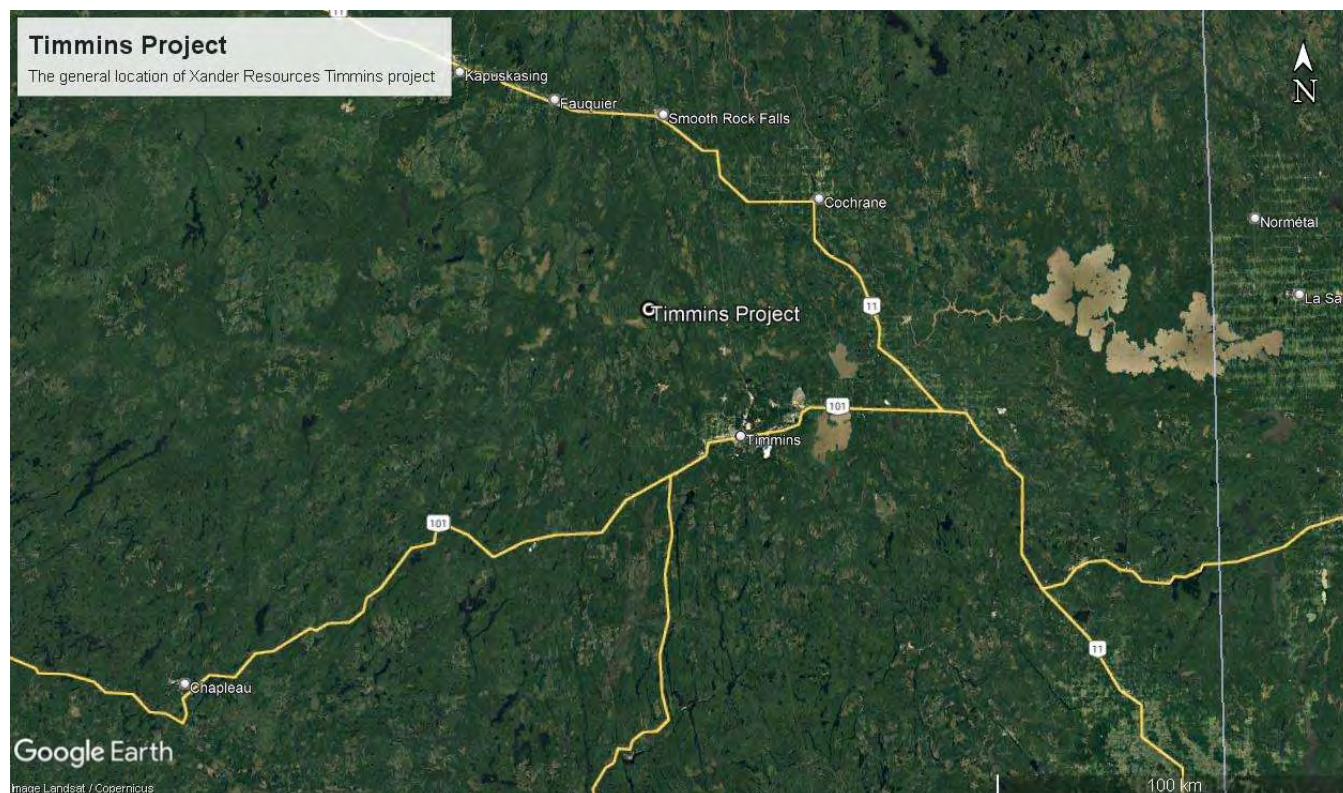 11
Timmins Project
The general location of Xander Resources Timmins project
N
Kapuskasing
Fauquier
Smooth Rock Falls
Cochrane
Normétal
La Sa
11
Timmins Project
101
Timmins
101
11
Chapleau
Google Earth
Image Landsat / Copernicus
100 km